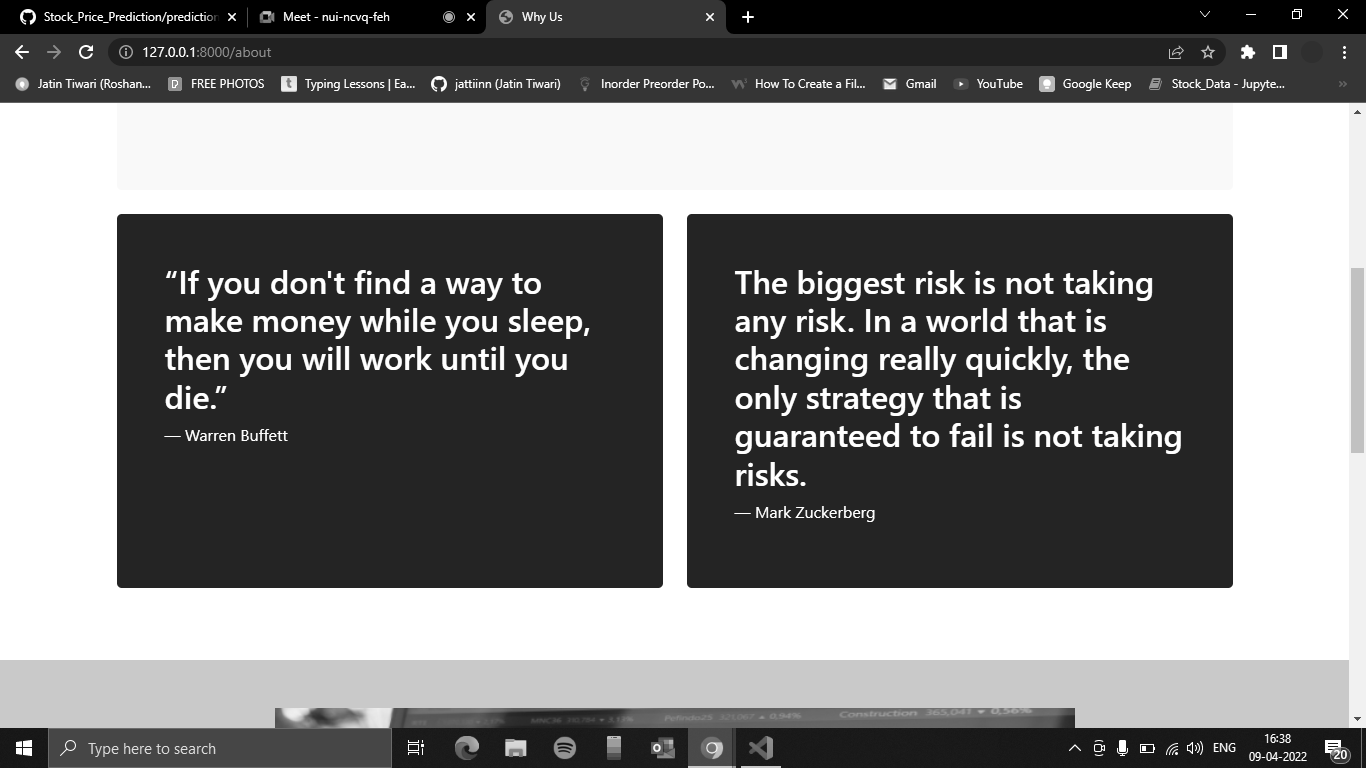 Stock_Price_Prediction/prediction
Meet - nui-ncvq-feh
Why Us
127.0.0.1:8000/about
Jatin Tiwari (Roshan...
FREE PHOTOS
Typing Lessons | Ea...
jattiinn (Jatin Tiwari)
Inorder Preorder Po...
How To Create a Fil...
Gmail
YouTube
Google Keep
Stock_Data - Jupyte...
“If you don't find a way to
make money while you sleep,
then you will work until you
die.”
— Warren Buffett
The biggest risk is not taking
any risk. In a world that is
changing really quickly, the
only strategy that is
guaranteed to fail is not taking
risks.
— Mark Zuckerberg
Construction 365,041 ▾ 0,56%
Type here to search
ENG
16:38
09-04-2022
20